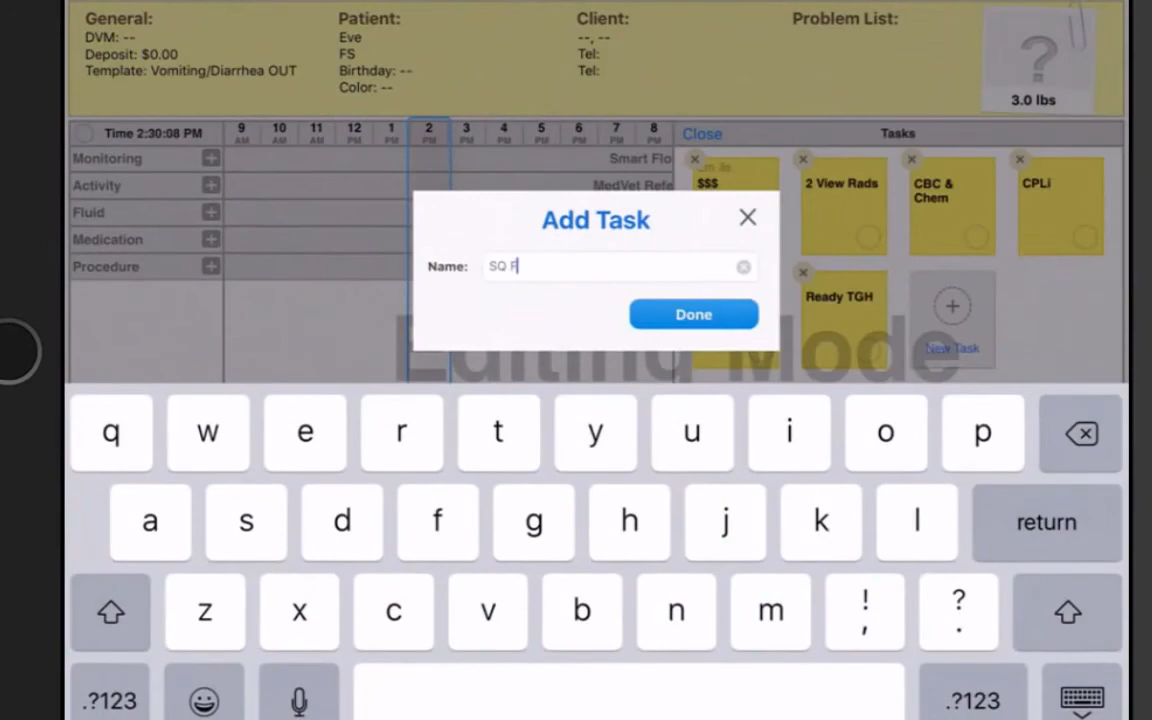 General:
DVM: --
Deposit: $0.00
Template: Vomiting/Diarrhea OUT
Patient:
Eve
FS
Birthday: --
Color: --
Client:
--, --
Tel:
Tel:
Problem List:
?
3.0 lbs
Time 2:30:08 PM
9 AM 10 AM 11 AM 12 PM 1 PM 2 PM 3 PM 4 PM 5 PM 6 PM 7 PM 8 PM
Close
Tasks
Monitoring
Activity
Fluid
Medication
Procedure
Smart Flo
MedVet Refe
$$$
2 View Rads
CBC &
Chem
CPLi
Ready TGH
New Task
Editing Mode
Add Task
Name: SQ F
Done
q w e r t y u i o p
a s d f g h j k l return
z x c v b n m ! , ? .
.?123 .?123